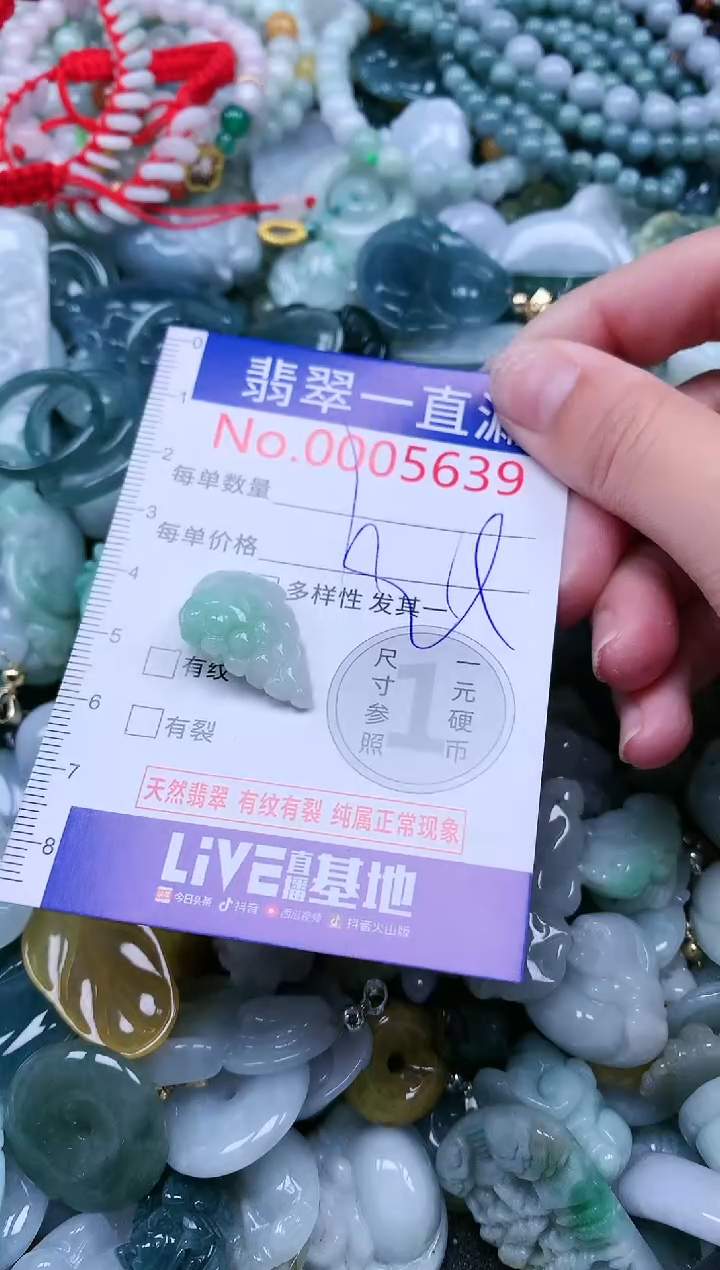 0
翡翠一直
1
No.0005639
2
每单数量
3
每单价格
4
多样性 发其一
5
有纹
尺寸参照
1
一元硬币
6
有裂
7
天然翡翠 有纹有裂 纯属正常现象
8
LiVE直播基地
头条 今日头条 抖音 西瓜视频 抖音火山版